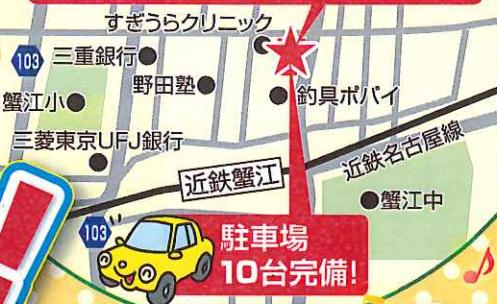 すぎうらクリニック
103
三重銀行
野田塾
釣具ポパイ
蟹江小
三菱東京UFJ銀行
近鉄蟹江
近鉄名古屋線
蟹江中
103
駐車場
10台完備!